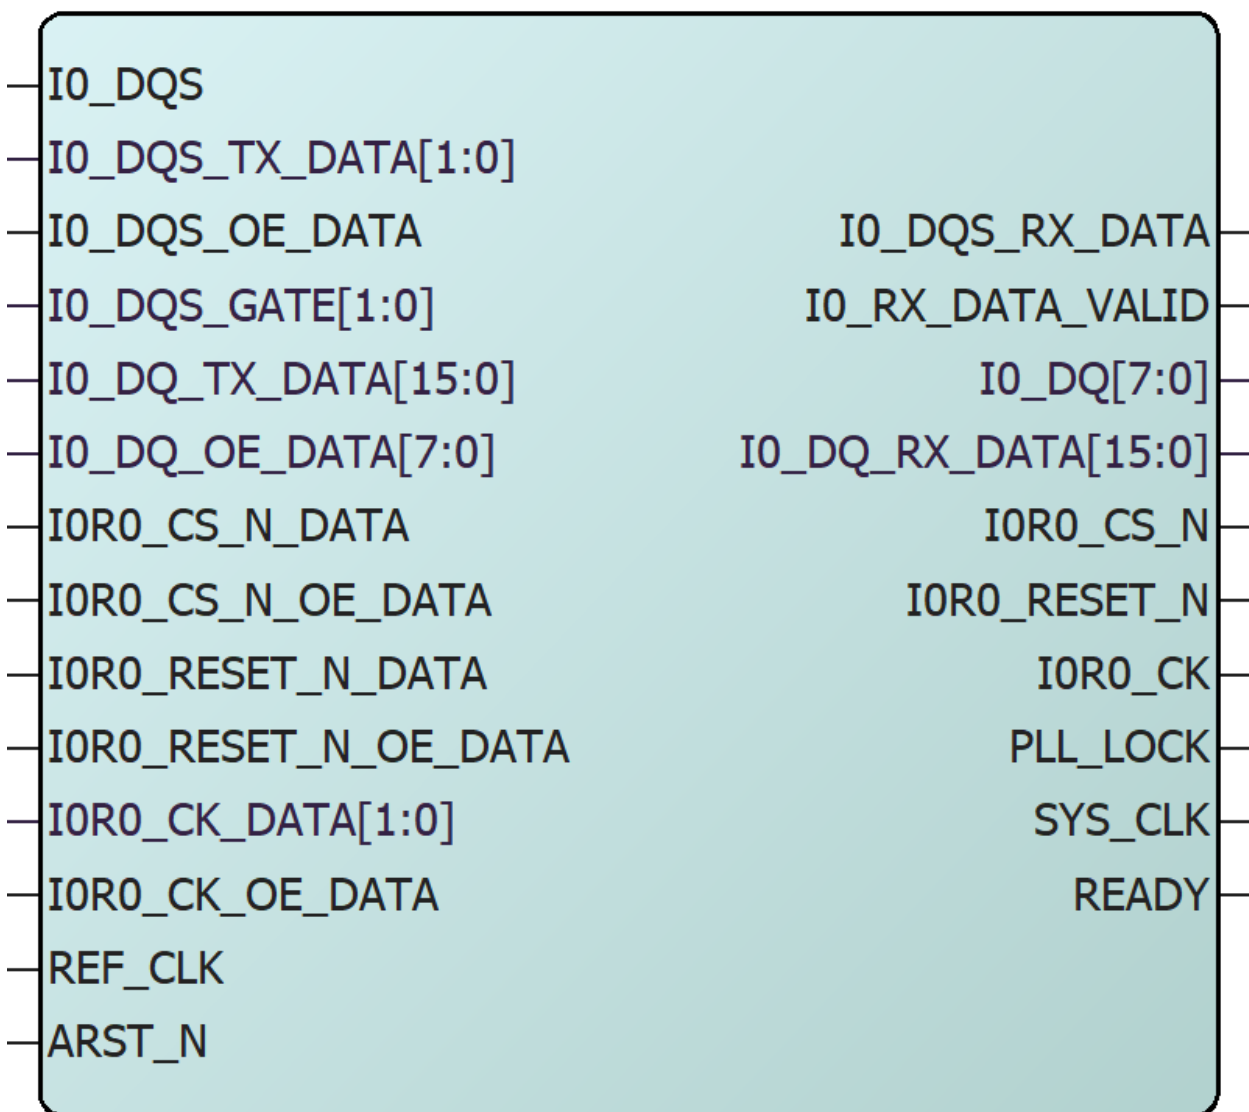 I0_DQS
I0_DQS_TX_DATA[1:0]
I0_DQS_OE_DATA
I0_DQS_GATE[1:0]
I0_DQ_TX_DATA[15:0]
I0_DQ_OE_DATA[7:0]
I0R0_CS_N_DATA
I0R0_CS_N_OE_DATA
I0R0_RESET_N_DATA
I0R0_RESET_N_OE_DATA
I0R0_CK_DATA[1:0]
I0R0_CK_OE_DATA
REF_CLK
ARST_N
I0_DQS_RX_DATA
I0_RX_DATA_VALID
I0_DQ[7:0]
I0_DQ_RX_DATA[15:0]
I0R0_CS_N
I0R0_RESET_N
I0R0_CK
PLL_LOCK
SYS_CLK
READY